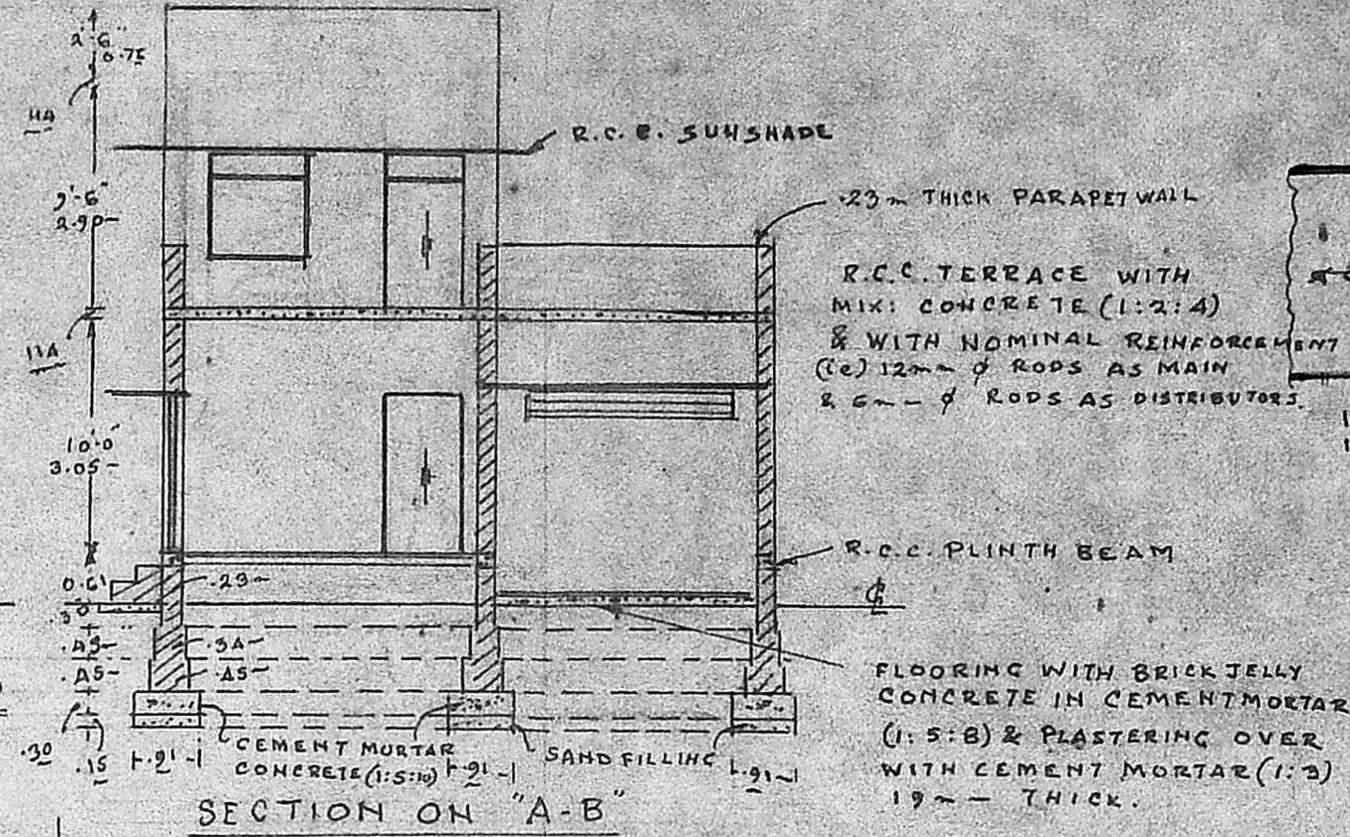 2'-6"
0.75
R.C.C. SUNSHADE
9'-6"
2.90
.23m THICK PARAPET WALL
R.C.C. TERRACE WITH
MIX: CONCRETE (1:2:4)
& WITH NOMINAL REINFORCEMENT
(ie) 12mm φ RODS AS MAIN
& 6mm φ RODS AS DISTRIBUTORS.
10'-0"
3.05
R.C.C. PLINTH BEAM
0.61
.23m
.45
.34
.45
.45
FLOORING WITH BRICK JELLY
CONCRETE IN CEMENT MORTAR
(1:5:8) & PLASTERING OVER
WITH CEMENT MORTAR (1:3)
19mm THICK.
.30
.15
.91
CEMENT MORTAR
CONCRETE (1:5:10)
.91
SAND FILLING
.91
SECTION ON "A-B"